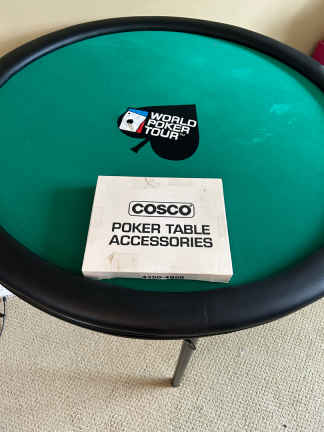 WORLD
POKER
TOUR
COSCO
POKER TABLE
ACCESSORIES